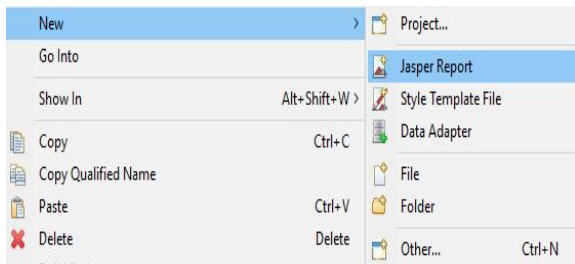 New >
Go Into
Show In Alt+Shift+W >
Copy Ctrl+C
Copy Qualified Name
Paste Ctrl+V
Delete Delete
Project...
Jasper Report
Style Template File
Data Adapter
File
Folder
Other... Ctrl+N